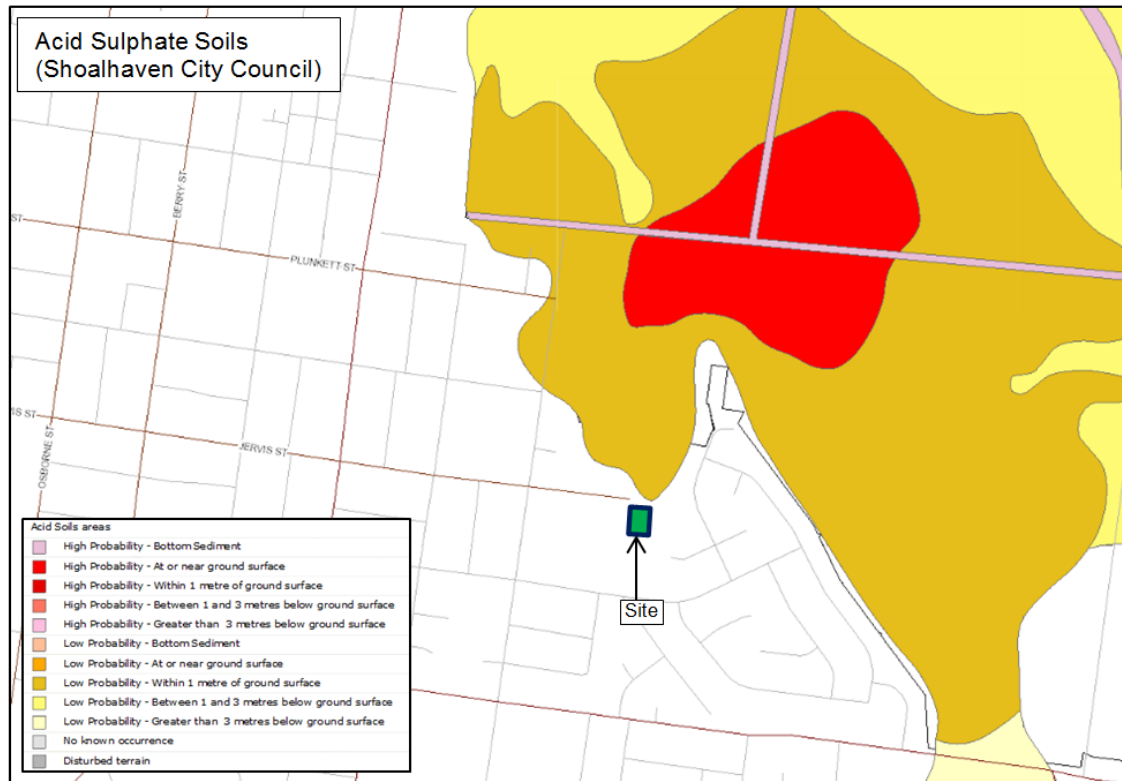 Acid Sulphate Soils
(Shoalhaven City Council)
BERRY ST
ST
PLUNKETT ST
IS ST
JERVIS ST
OSBORNE ST
Site
Acid Soils areas
High Probability - Bottom Sediment
High Probability - At or near ground surface
High Probability - Within 1 metre of ground surface
High Probability - Between 1 and 3 metres below ground surface
High Probability - Greater than 3 metres below ground surface
Low Probability - Bottom Sediment
Low Probability - At or near ground surface
Low Probability - Within 1 metre of ground surface
Low Probability - Between 1 and 3 metres below ground surface
Low Probability - Greater than 3 metres below ground surface
No known occurrence
Disturbed terrain